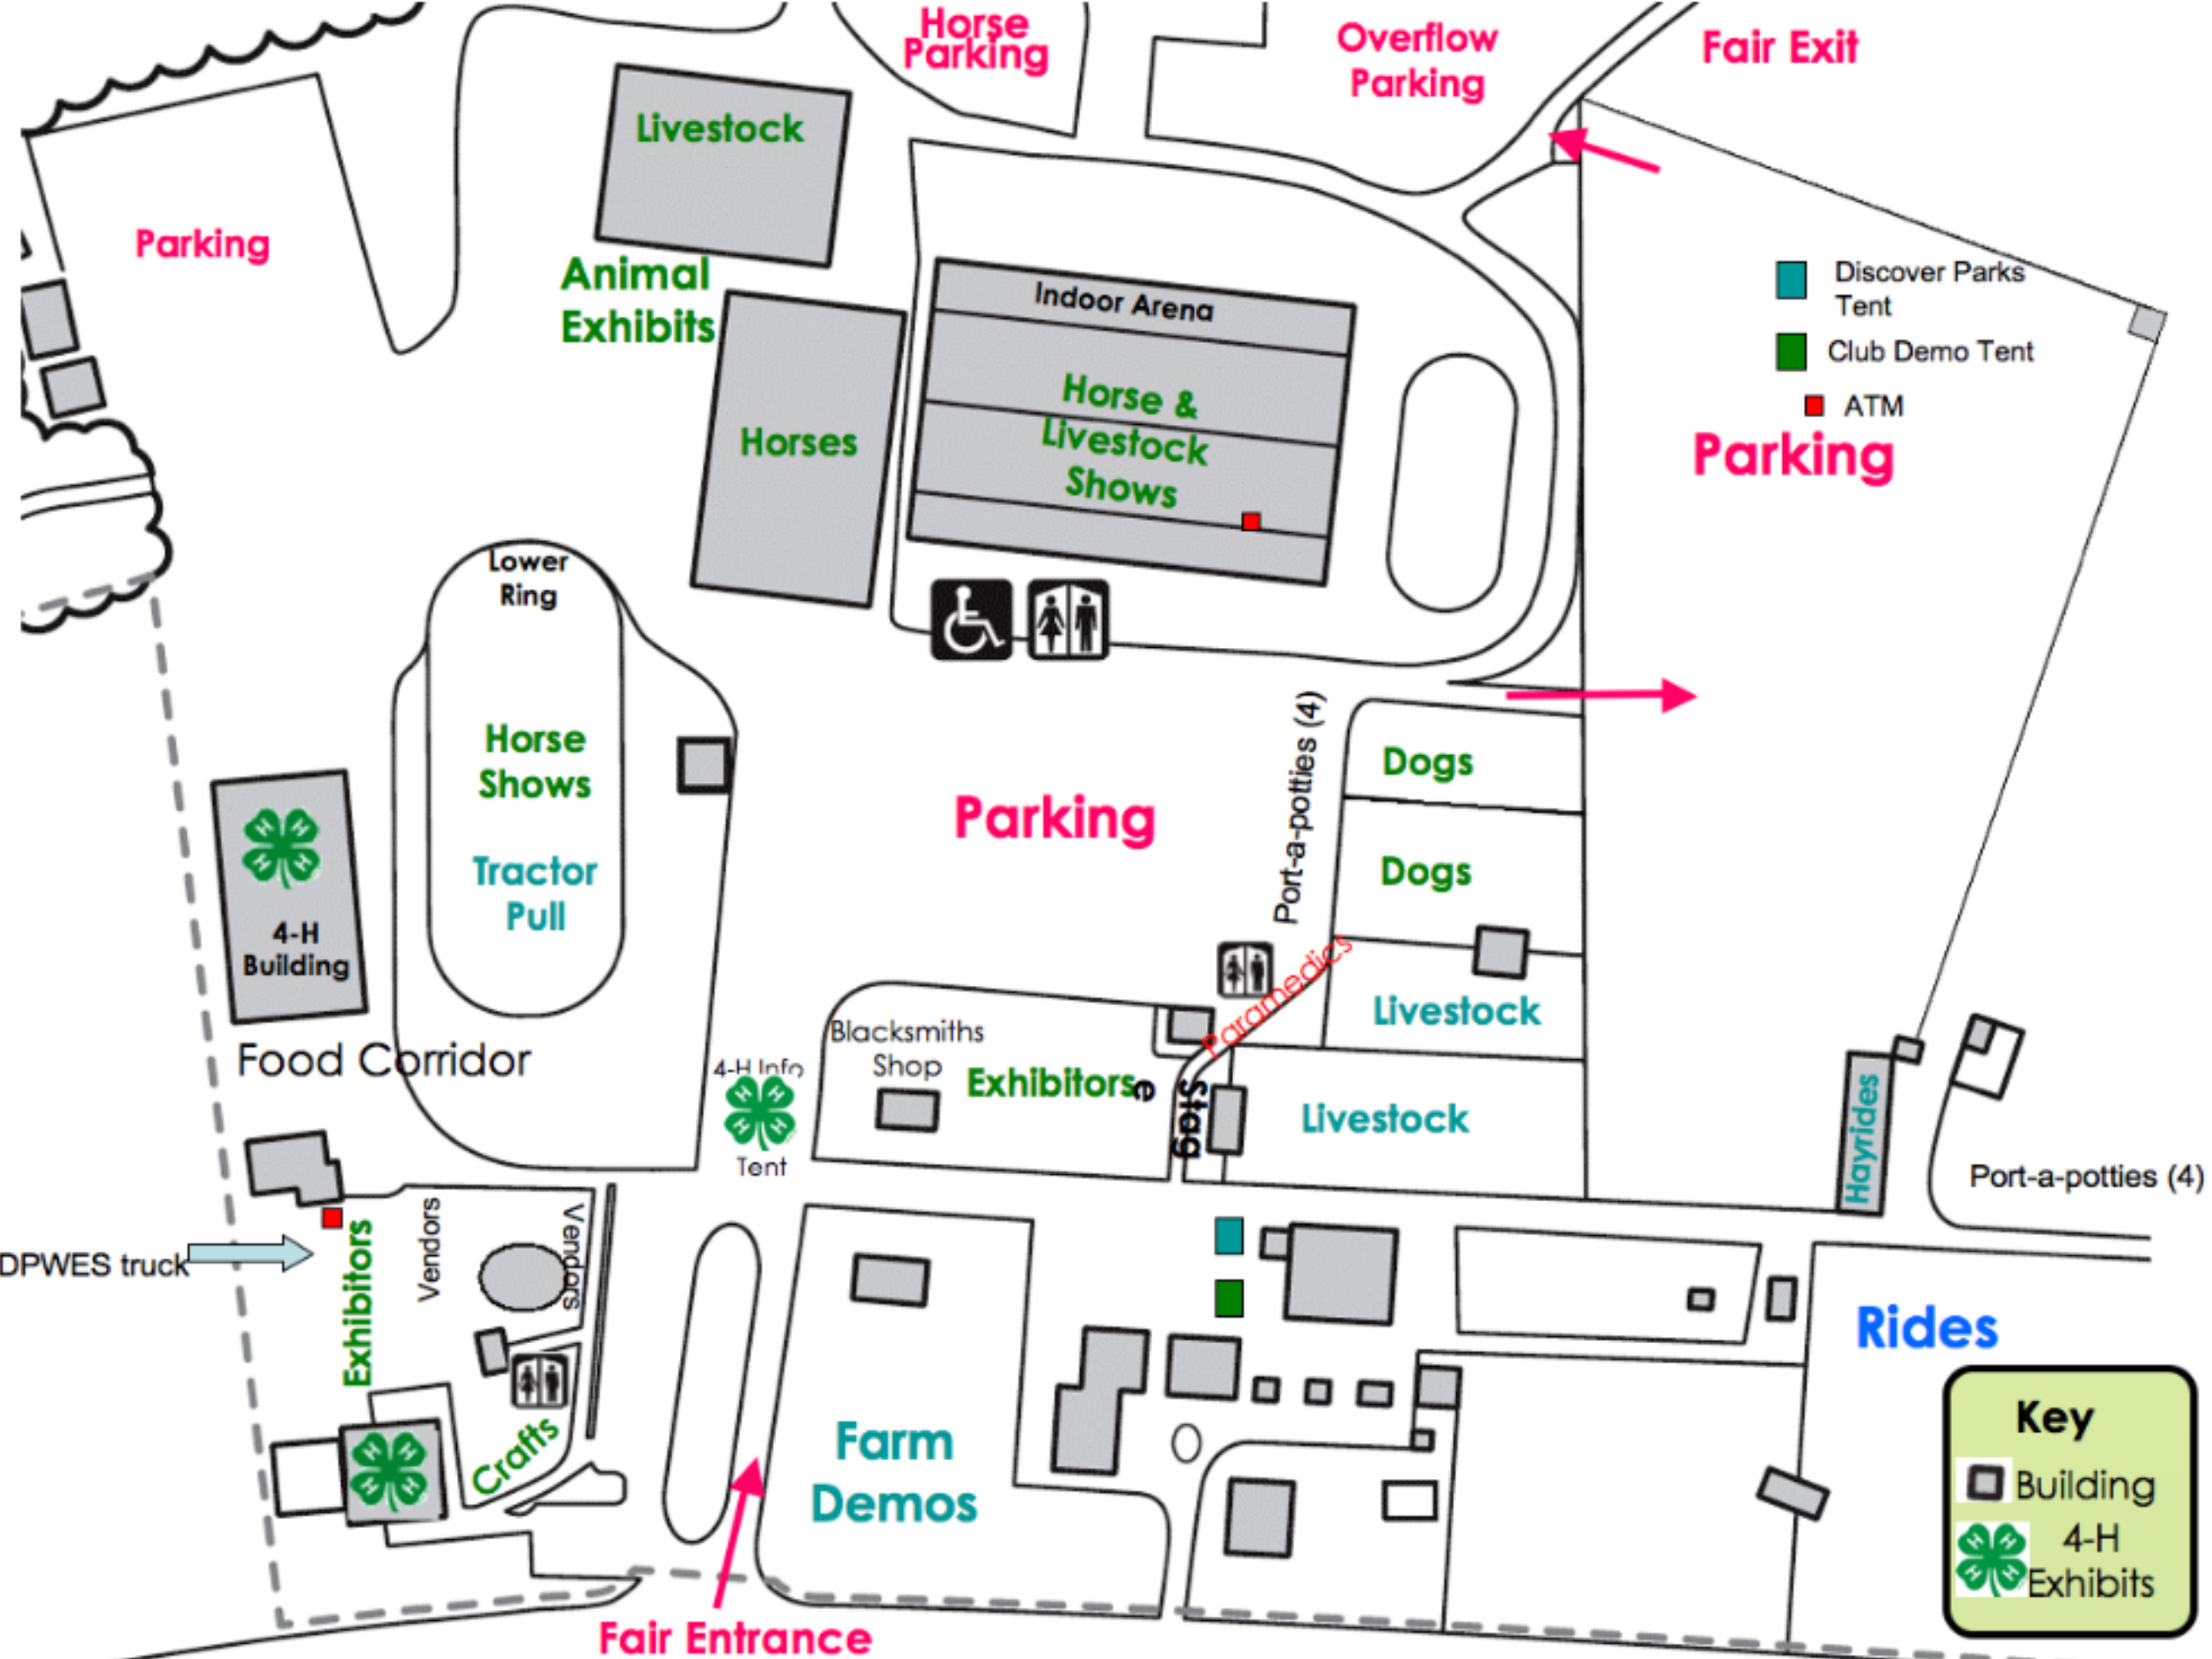 Horse
Parking
Overflow
Parking
Fair Exit
Livestock
Parking
Animal
Exhibits
Discover Parks
Tent
Club Demo Tent
ATM
Indoor Arena
Horse &
Livestock
Shows
Horses
Parking
Lower
Ring
Horse
Shows
Tractor
Pull
Parking
Port-a-potties (4)
Dogs
Dogs
Paramedics
Livestock
Livestock
4-H
Building
Food Corridor
4-H Info
Tent
Blacksmiths
Shop
Exhibitors
Stag
e
Hayrides
Port-a-potties (4)
DPWES truck
Exhibitors
Vendors
Vendors
Crafts
Farm
Demos
Rides
Key
Building
4-H
Exhibits
Fair Entrance